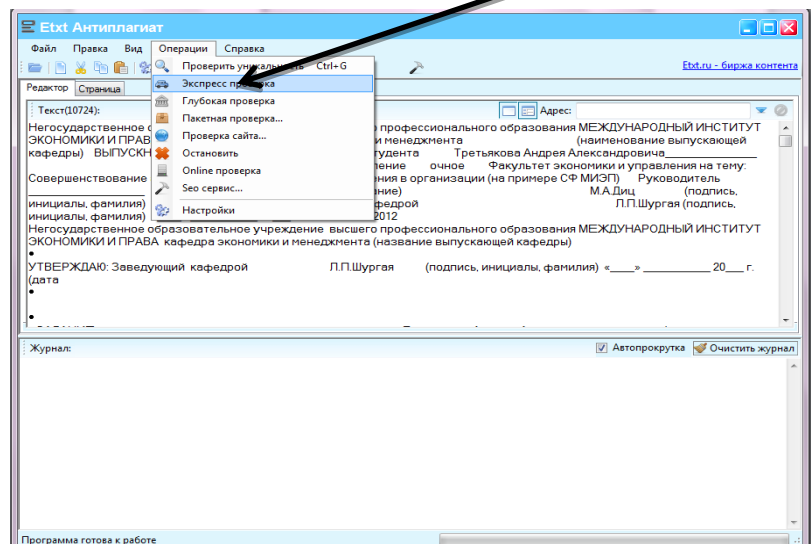 Etxt Антиплагиат
Файл Правка Вид Операции Справка
Проверить уникальность Ctrl+G
Etxt.ru - биржа контента
Редактор Страница
Экспресс проверка
Глубокая проверка
Пакетная проверка...
Проверка сайта...
Остановить
Online проверка
Seo сервис...
Настройки
Текст(10724): Адрес:
Негосударственное о го профессионального образования МЕЖДУНАРОДНЫЙ ИНСТИТУТ
ЭКОНОМИКИ И ПРАВ и менеджмента (наименование выпускающей
кафедры) ВЫПУСКН тудента Третьякова Андрея Александровича
ление очное Факультет экономики и управления на тему:
Совершенствование ния в организации (на примере СФ МИЭП) Руководитель
ние) М.А.Диц (подпись,
инициалы, фамилия) федрой Л.П.Шургая (подпись,
инициалы, фамилия) 2012
Негосударственное образовательное учреждение высшего профессионального образования МЕЖДУНАРОДНЫЙ ИНСТИТУТ
ЭКОНОМИКИ И ПРАВА кафедра экономики и менеджмента (название выпускающей кафедры)
•
УТВЕРЖДАЮ: Заведующий кафедрой Л.П.Шургая (подпись, инициалы, фамилия) «____» __________ 20___ г.
(дата
•
•
Журнал: Автопрокрутка Очистить журнал
Программа готова к работе